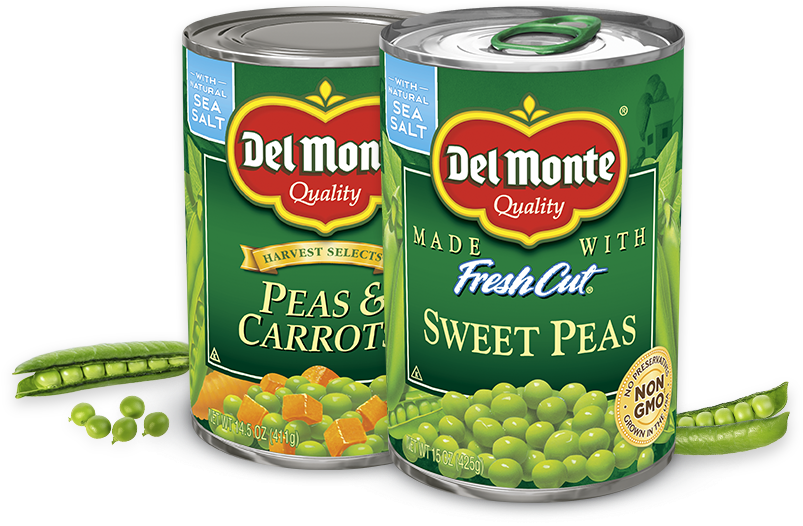 WITH
NATURAL
SEA
SALT
Del Mon
Quality
HARVEST SELECTS
PEAS &
CARROTS
NET WT 14.5 OZ (411g)
WITH
NATURAL
SEA
SALT
®
Del Monte
Quality
MADE WITH
Fresh Cut®
SWEET PEAS
NO PRESERVATIVES
NON
GMO
GROWN IN THE
NET WT 15 OZ (425g)